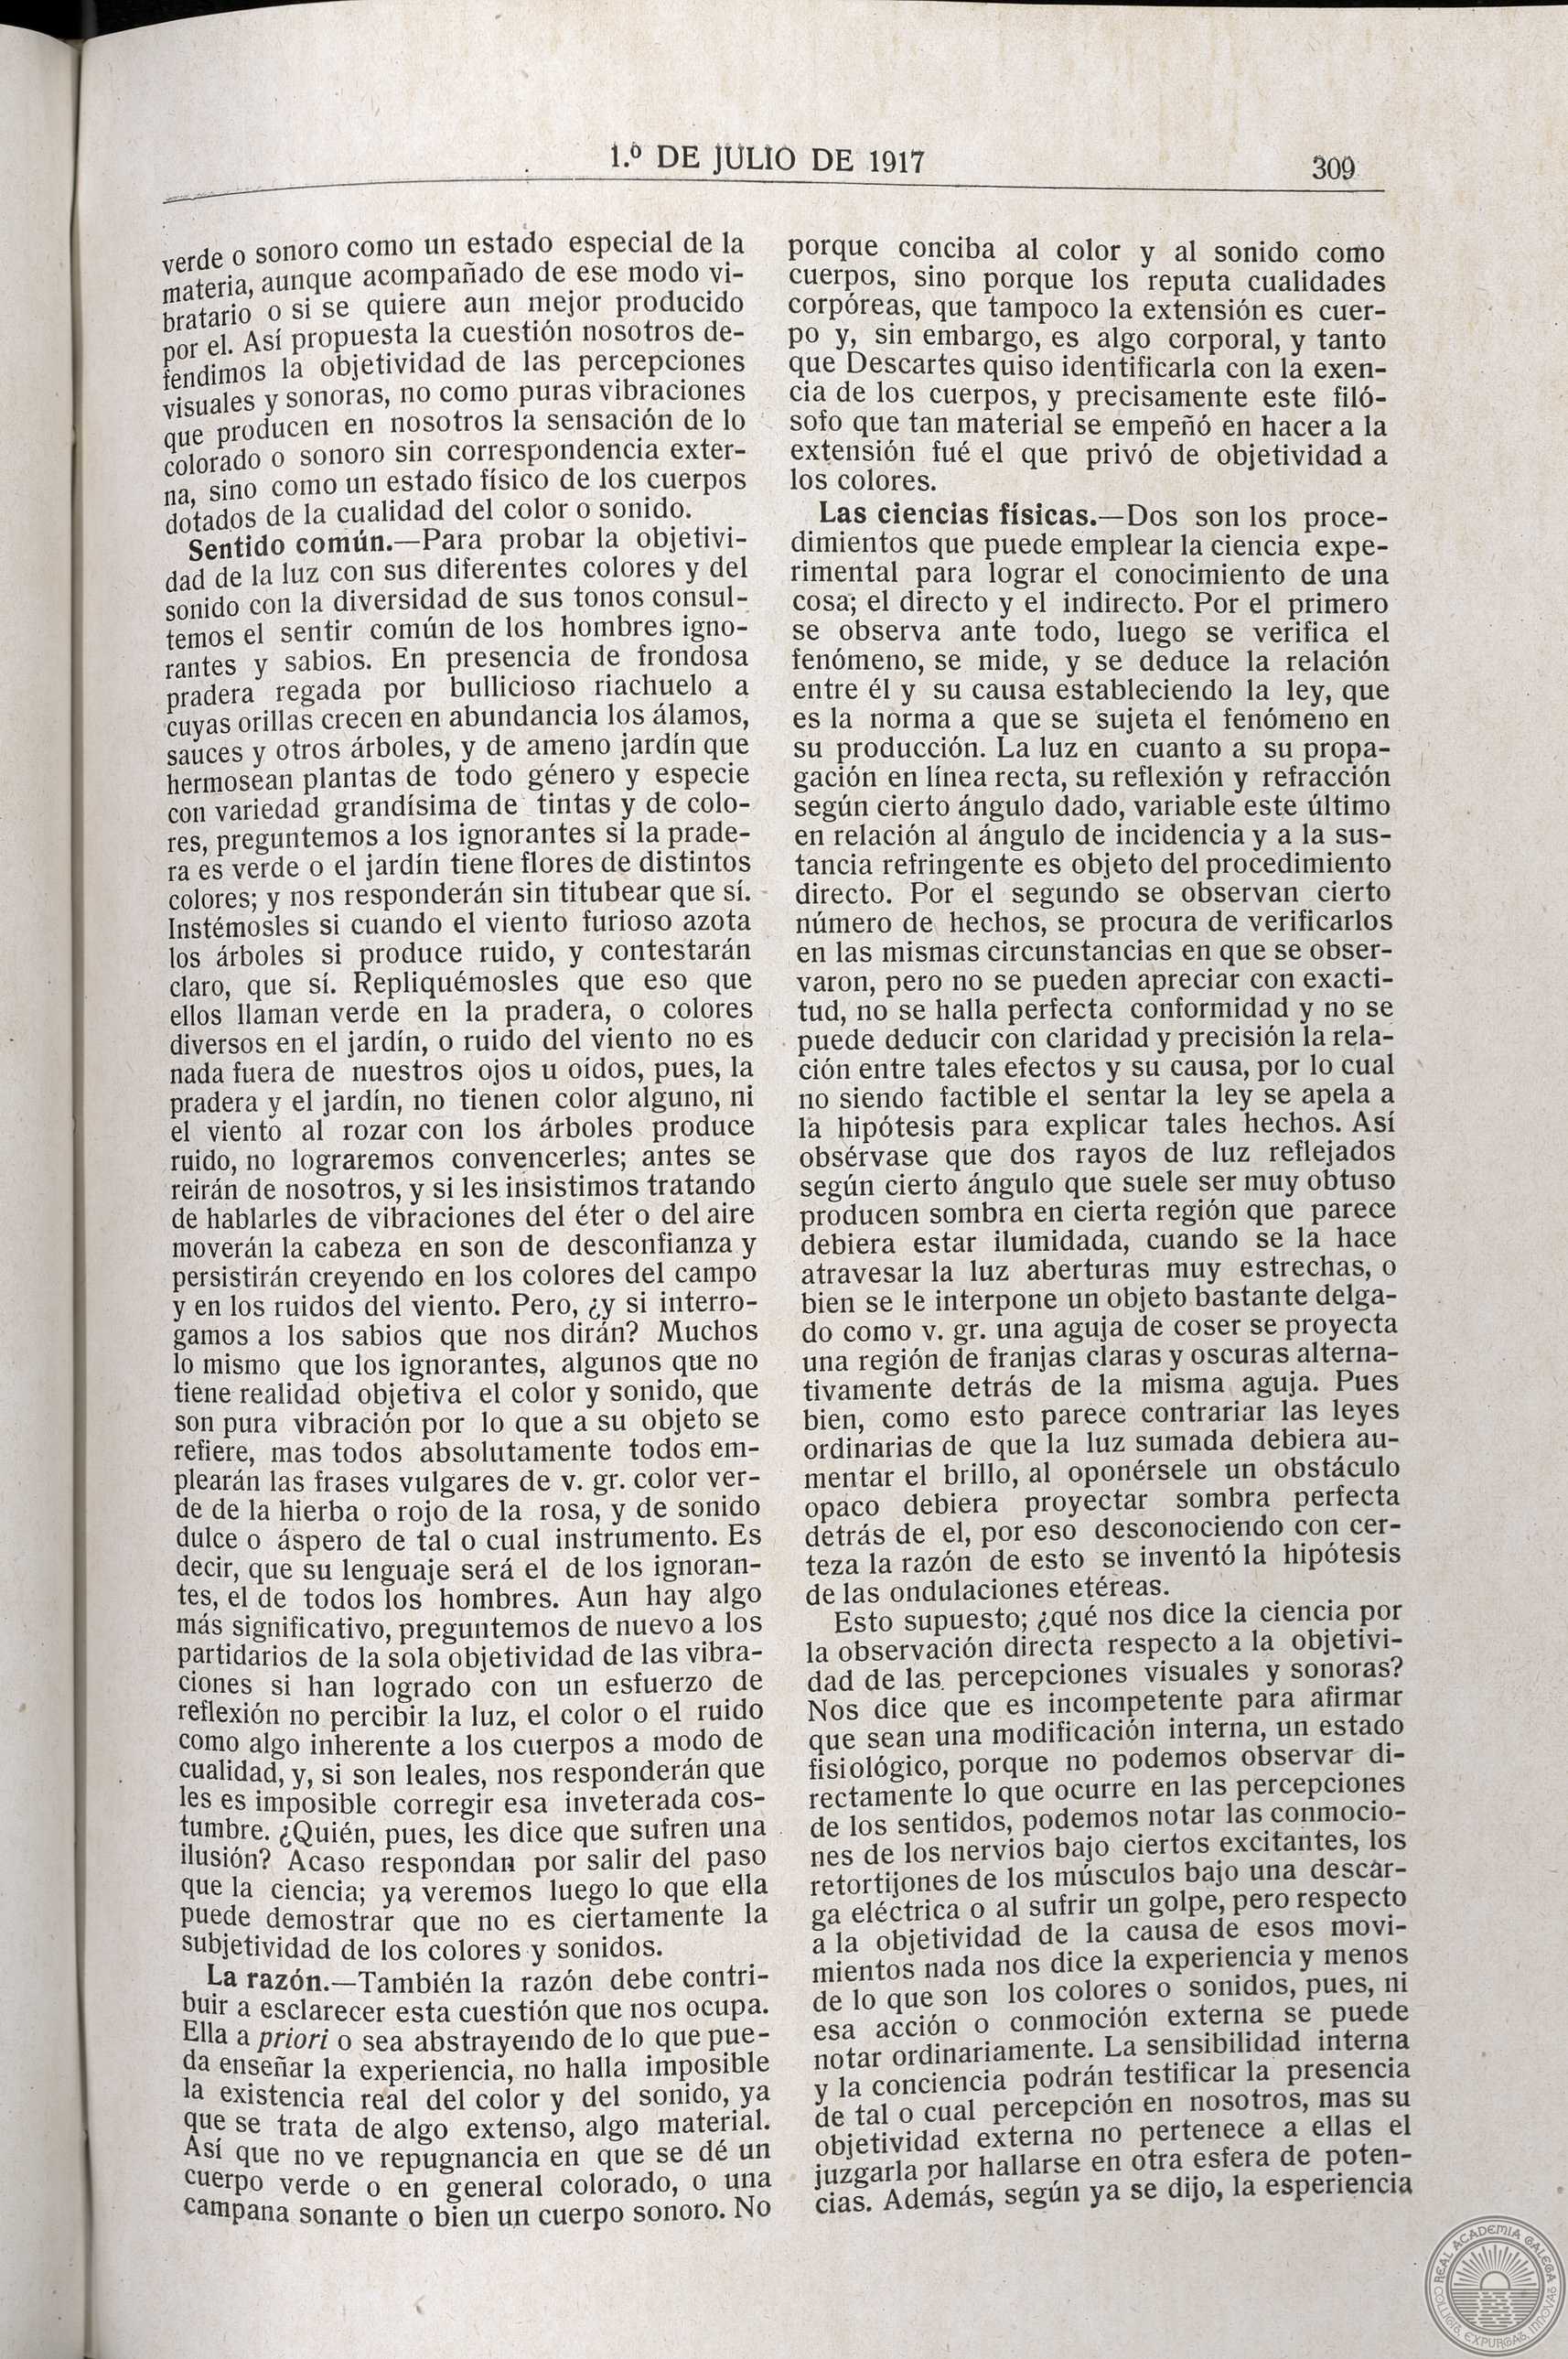 1.º DE JULIO DE 1917
309
verde o sonoro como un estado especial de la
materia, aunque acompañado de ese modo vi-
bratario o si se quiere aun mejor producido
por el. Así propuesta la cuestión nosotros de-
fendimos la objetividad de las percepciones
visuales y sonoras, no como puras vibraciones
que producen en nosotros la sensación de lo
colorado o sonoro sin correspondencia exter-
na, sino como un estado físico de los cuerpos
dotados de la cualidad del color o sonido.
Sentido común.—Para probar la objetivi-
dad de la luz con sus diferentes colores y del
sonido con la diversidad de sus tonos consul-
temos el sentir común de los hombres igno-
rantes y sabios. En presencia de frondosa
pradera regada por bullicioso riachuelo a
cuyas orillas crecen en abundancia los álamos,
sauces y otros árboles, y de ameno jardín que
hermosean plantas de todo género y especie
con variedad grandísima de tintas y de colo-
res, preguntemos a los ignorantes si la prade-
ra es verde o el jardín tiene flores de distintos
colores; y nos responderán sin titubear que sí.
Instémosles si cuando el viento furioso azota
los árboles si produce ruido, y contestarán
claro, que sí. Repliquémosles que eso que
ellos llaman verde en la pradera, o colores
diversos en el jardín, o ruido del viento no es
nada fuera de nuestros ojos u oídos, pues, la
pradera y el jardín, no tienen color alguno, ni
el viento al rozar con los árboles produce
ruido, no lograremos convencerles; antes se
reirán de nosotros, y si les insistimos tratando
de hablarles de vibraciones del éter o del aire
moverán la cabeza en son de desconfianza y
persistirán creyendo en los colores del campo
y en los ruidos del viento. Pero, ¿y si interro-
gamos a los sabios que nos dirán? Muchos
lo mismo que los ignorantes, algunos que no
tiene realidad objetiva el color y sonido, que
son pura vibración por lo que a su objeto se
refiere, mas todos absolutamente todos em-
plearán las frases vulgares de v. gr. color ver-
de de la hierba o rojo de la rosa, y de sonido
dulce o áspero de tal o cual instrumento. Es
decir, que su lenguaje será el de los ignoran-
tes, el de todos los hombres. Aun hay algo
más significativo, preguntemos de nuevo a los
partidarios de la sola objetividad de las vibra-
ciones si han logrado con un esfuerzo de
reflexión no percibir la luz, el color o el ruido
como algo inherente a los cuerpos a modo de
cualidad, y, si son leales, nos responderán que
les es imposible corregir esa inveterada cos-
tumbre. ¿Quién, pues, les dice que sufren una
ilusión? Acaso respondan por salir del paso
que la ciencia; ya veremos luego lo que ella
puede demostrar que no es ciertamente la
subjetividad de los colores y sonidos.
La razón.—También la razón debe contri-
buir a esclarecer esta cuestión que nos ocupa.
Ella a priori o sea abstrayendo de lo que pue-
da enseñar la experiencia, no halla imposible
la existencia real del color y del sonido, ya
que se trata de algo extenso, algo material.
Así que no ve repugnancia en que se dé un
cuerpo verde o en general colorado, o una
campana sonante o bien un cuerpo sonoro. No
porque conciba al color y al sonido como
cuerpos, sino porque los reputa cualidades
corpóreas, que tampoco la extensión es cuer-
po y, sin embargo, es algo corporal, y tanto
que Descartes quiso identificarla con la exen-
cia de los cuerpos, y precisamente este filó-
sofo que tan material se empeñó en hacer a la
extensión fué el que privó de objetividad a
los colores.
Las ciencias físicas.—Dos son los proce-
dimientos que puede emplear la ciencia expe-
rimental para lograr el conocimiento de una
cosa; el directo y el indirecto. Por el primero
se observa ante todo, luego se verifica el
fenómeno, se mide, y se deduce la relación
entre él y su causa estableciendo la ley, que
es la norma a que se sujeta el fenómeno en
su producción. La luz en cuanto a su propa-
gación en línea recta, su reflexión y refracción
según cierto ángulo dado, variable este último
en relación al ángulo de incidencia y a la sus-
tancia refringente es objeto del procedimiento
directo. Por el segundo se observan cierto
número de hechos, se procura de verificarlos
en las mismas circunstancias en que se obser-
varon, pero no se pueden apreciar con exacti-
tud, no se halla perfecta conformidad y no se
puede deducir con claridad y precisión la rela-
ción entre tales efectos y su causa, por lo cual
no siendo factible el sentar la ley se apela a
la hipótesis para explicar tales hechos. Así
obsérvase que dos rayos de luz reflejados
según cierto ángulo que suele ser muy obtuso
producen sombra en cierta región que parece
debiera estar ilumidada, cuando se la hace
atravesar la luz aberturas muy estrechas, o
bien se le interpone un objeto bastante delga-
do como v. gr. una aguja de coser se proyecta
una región de franjas claras y oscuras alterna-
tivamente detrás de la misma aguja. Pues
bien, como esto parece contrariar las leyes
ordinarias de que la luz sumada debiera au-
mentar el brillo, al oponérsele un obstáculo
opaco debiera proyectar sombra perfecta
detrás de el, por eso desconociendo con cer-
teza la razón de esto se inventó la hipótesis
de las ondulaciones etéreas.
Esto supuesto; ¿qué nos dice la ciencia por
la observación directa respecto a la objetivi-
dad de las percepciones visuales y sonoras?
Nos dice que es incompetente para afirmar
que sean una modificación interna, un estado
fisiológico, porque no podemos observar di-
rectamente lo que ocurre en las percepciones
de los sentidos, podemos notar las conmocio-
nes de los nervios bajo ciertos excitantes, los
retortijones de los músculos bajo una descar-
ga eléctrica o al sufrir un golpe, pero respecto
a la objetividad de la causa de esos movi-
mientos nada nos dice la experiencia y menos
de lo que son los colores o sonidos, pues, ni
esa acción o conmoción externa se puede
notar ordinariamente. La sensibilidad interna
y la conciencia podrán testificar la presencia
de tal o cual percepción en nosotros, mas su
objetividad externa no pertenece a ellas el
juzgarla por hallarse en otra esfera de poten-
cias. Además, según ya se dijo, la esperiencia
REAL ACADEMIA GALEGA
COLLIGIT, EXPURGAT, INNOVAT